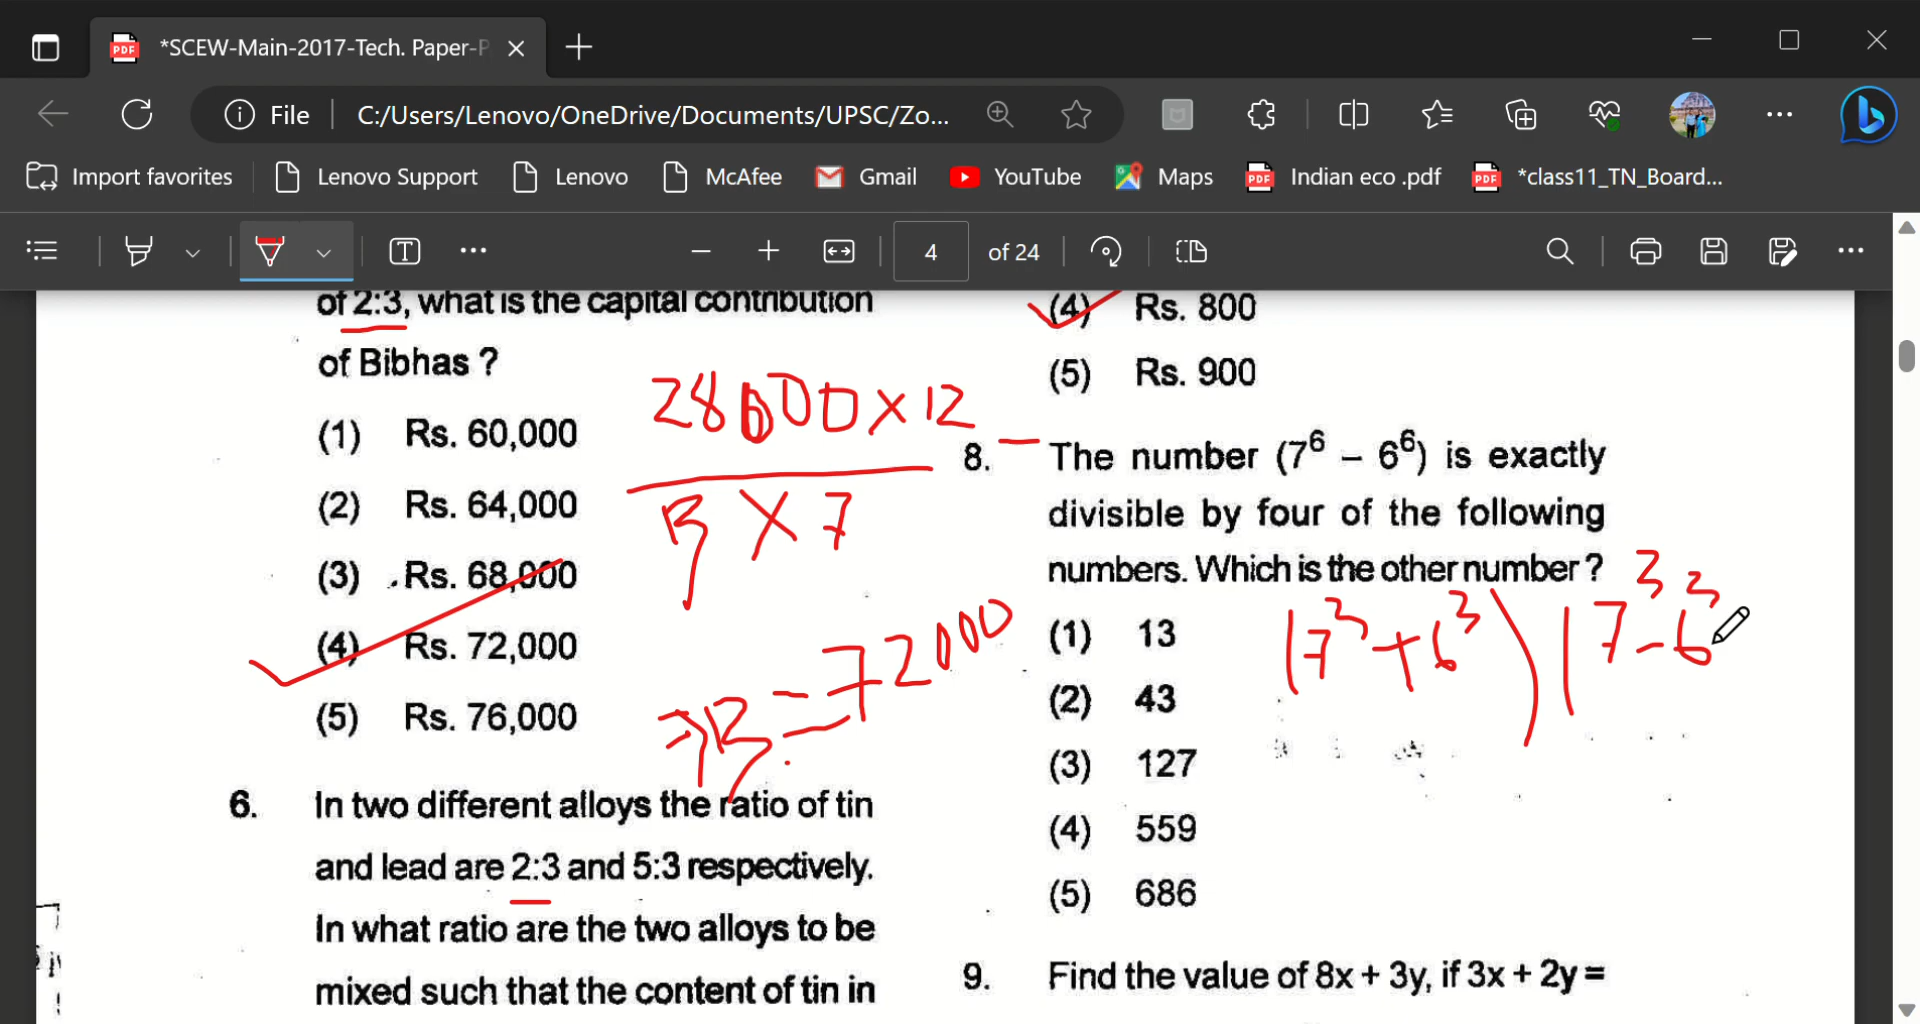 *SCEW-Main-2017-Tech. Paper-P
File
C:/Users/Lenovo/OneDrive/Documents/UPSC/Zo...
Import favorites
Lenovo Support
Lenovo
McAfee
Gmail
YouTube
Maps
Indian eco .pdf
*class11_TN_Board...
4 of 24
of 2:3, what is the capital contribution
of Bibhas ?
(1) Rs. 60,000
(2) Rs. 64,000
(3) Rs. 68,000
(4) Rs. 72,000
(5) Rs. 76,000
28000 x 12
B x 7
= 72000
6. In two different alloys the ratio of tin
and lead are 2:3 and 5:3 respectively.
In what ratio are the two alloys to be
mixed such that the content of tin in
(4) Rs. 800
(5) Rs. 900
8. The number (7⁶ – 6⁶) is exactly
divisible by four of the following
numbers. Which is the other number ?
(7³+6³) (7³-6³
(1) 13
(2) 43
(3) 127
(4) 559
(5) 686
9. Find the value of 8x + 3y, if 3x + 2y =